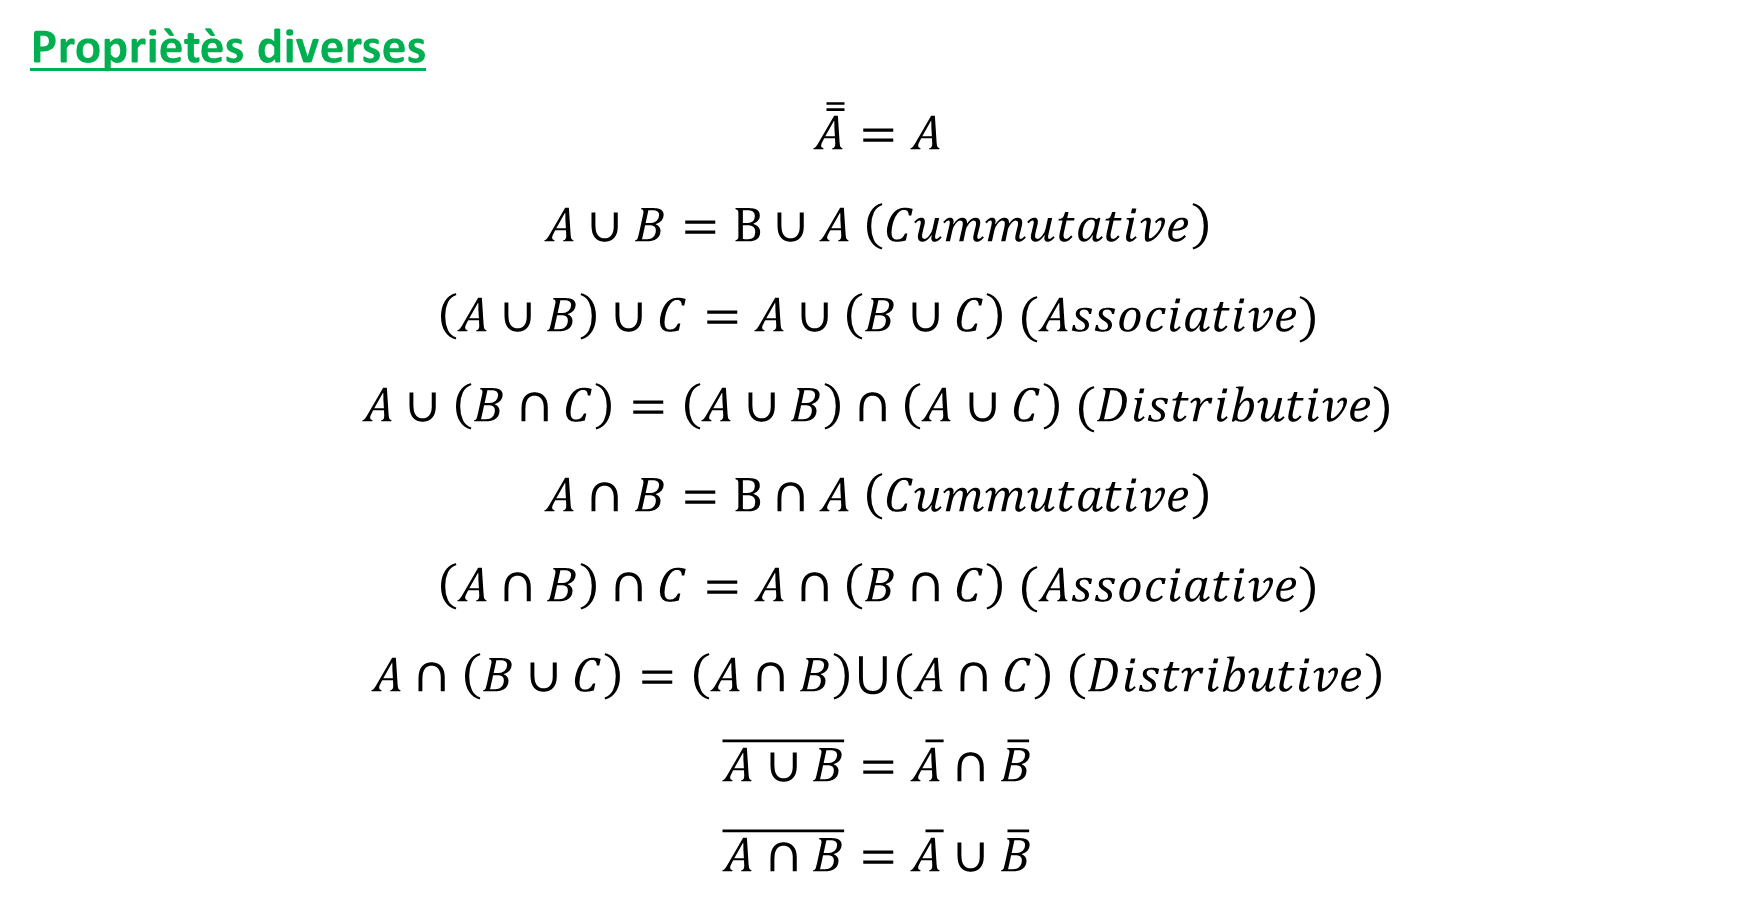 Propriètès diverses
A̿ = A
A ∪ B = B ∪ A (Cummutative)
(A ∪ B) ∪ C = A ∪ (B ∪ C) (Associative)
A ∪ (B ∩ C) = (A ∪ B) ∩ (A ∪ C) (Distributive)
A ∩ B = B ∩ A (Cummutative)
(A ∩ B) ∩ C = A ∩ (B ∩ C) (Associative)
A ∩ (B ∪ C) = (A ∩ B)⋃(A ∩ C) (Distributive)
A̅ ̅∪̅ ̅B̅ = A̅ ∩ B̅
A̅ ̅∩̅ ̅B̅ = A̅ ∪ B̅